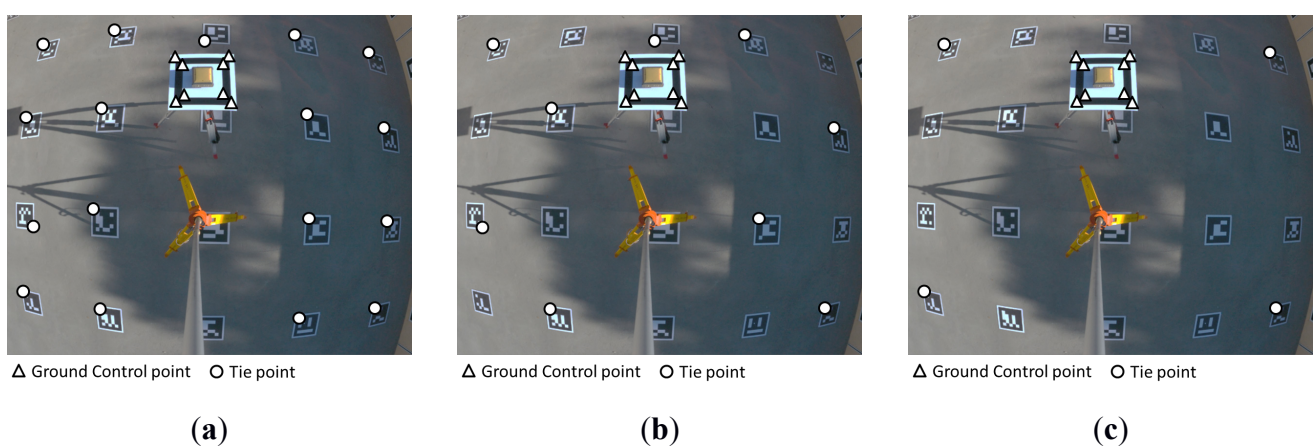 Ground Control point Tie point
Ground Control point Tie point
Ground Control point Tie point
(a)
(b)
(c)